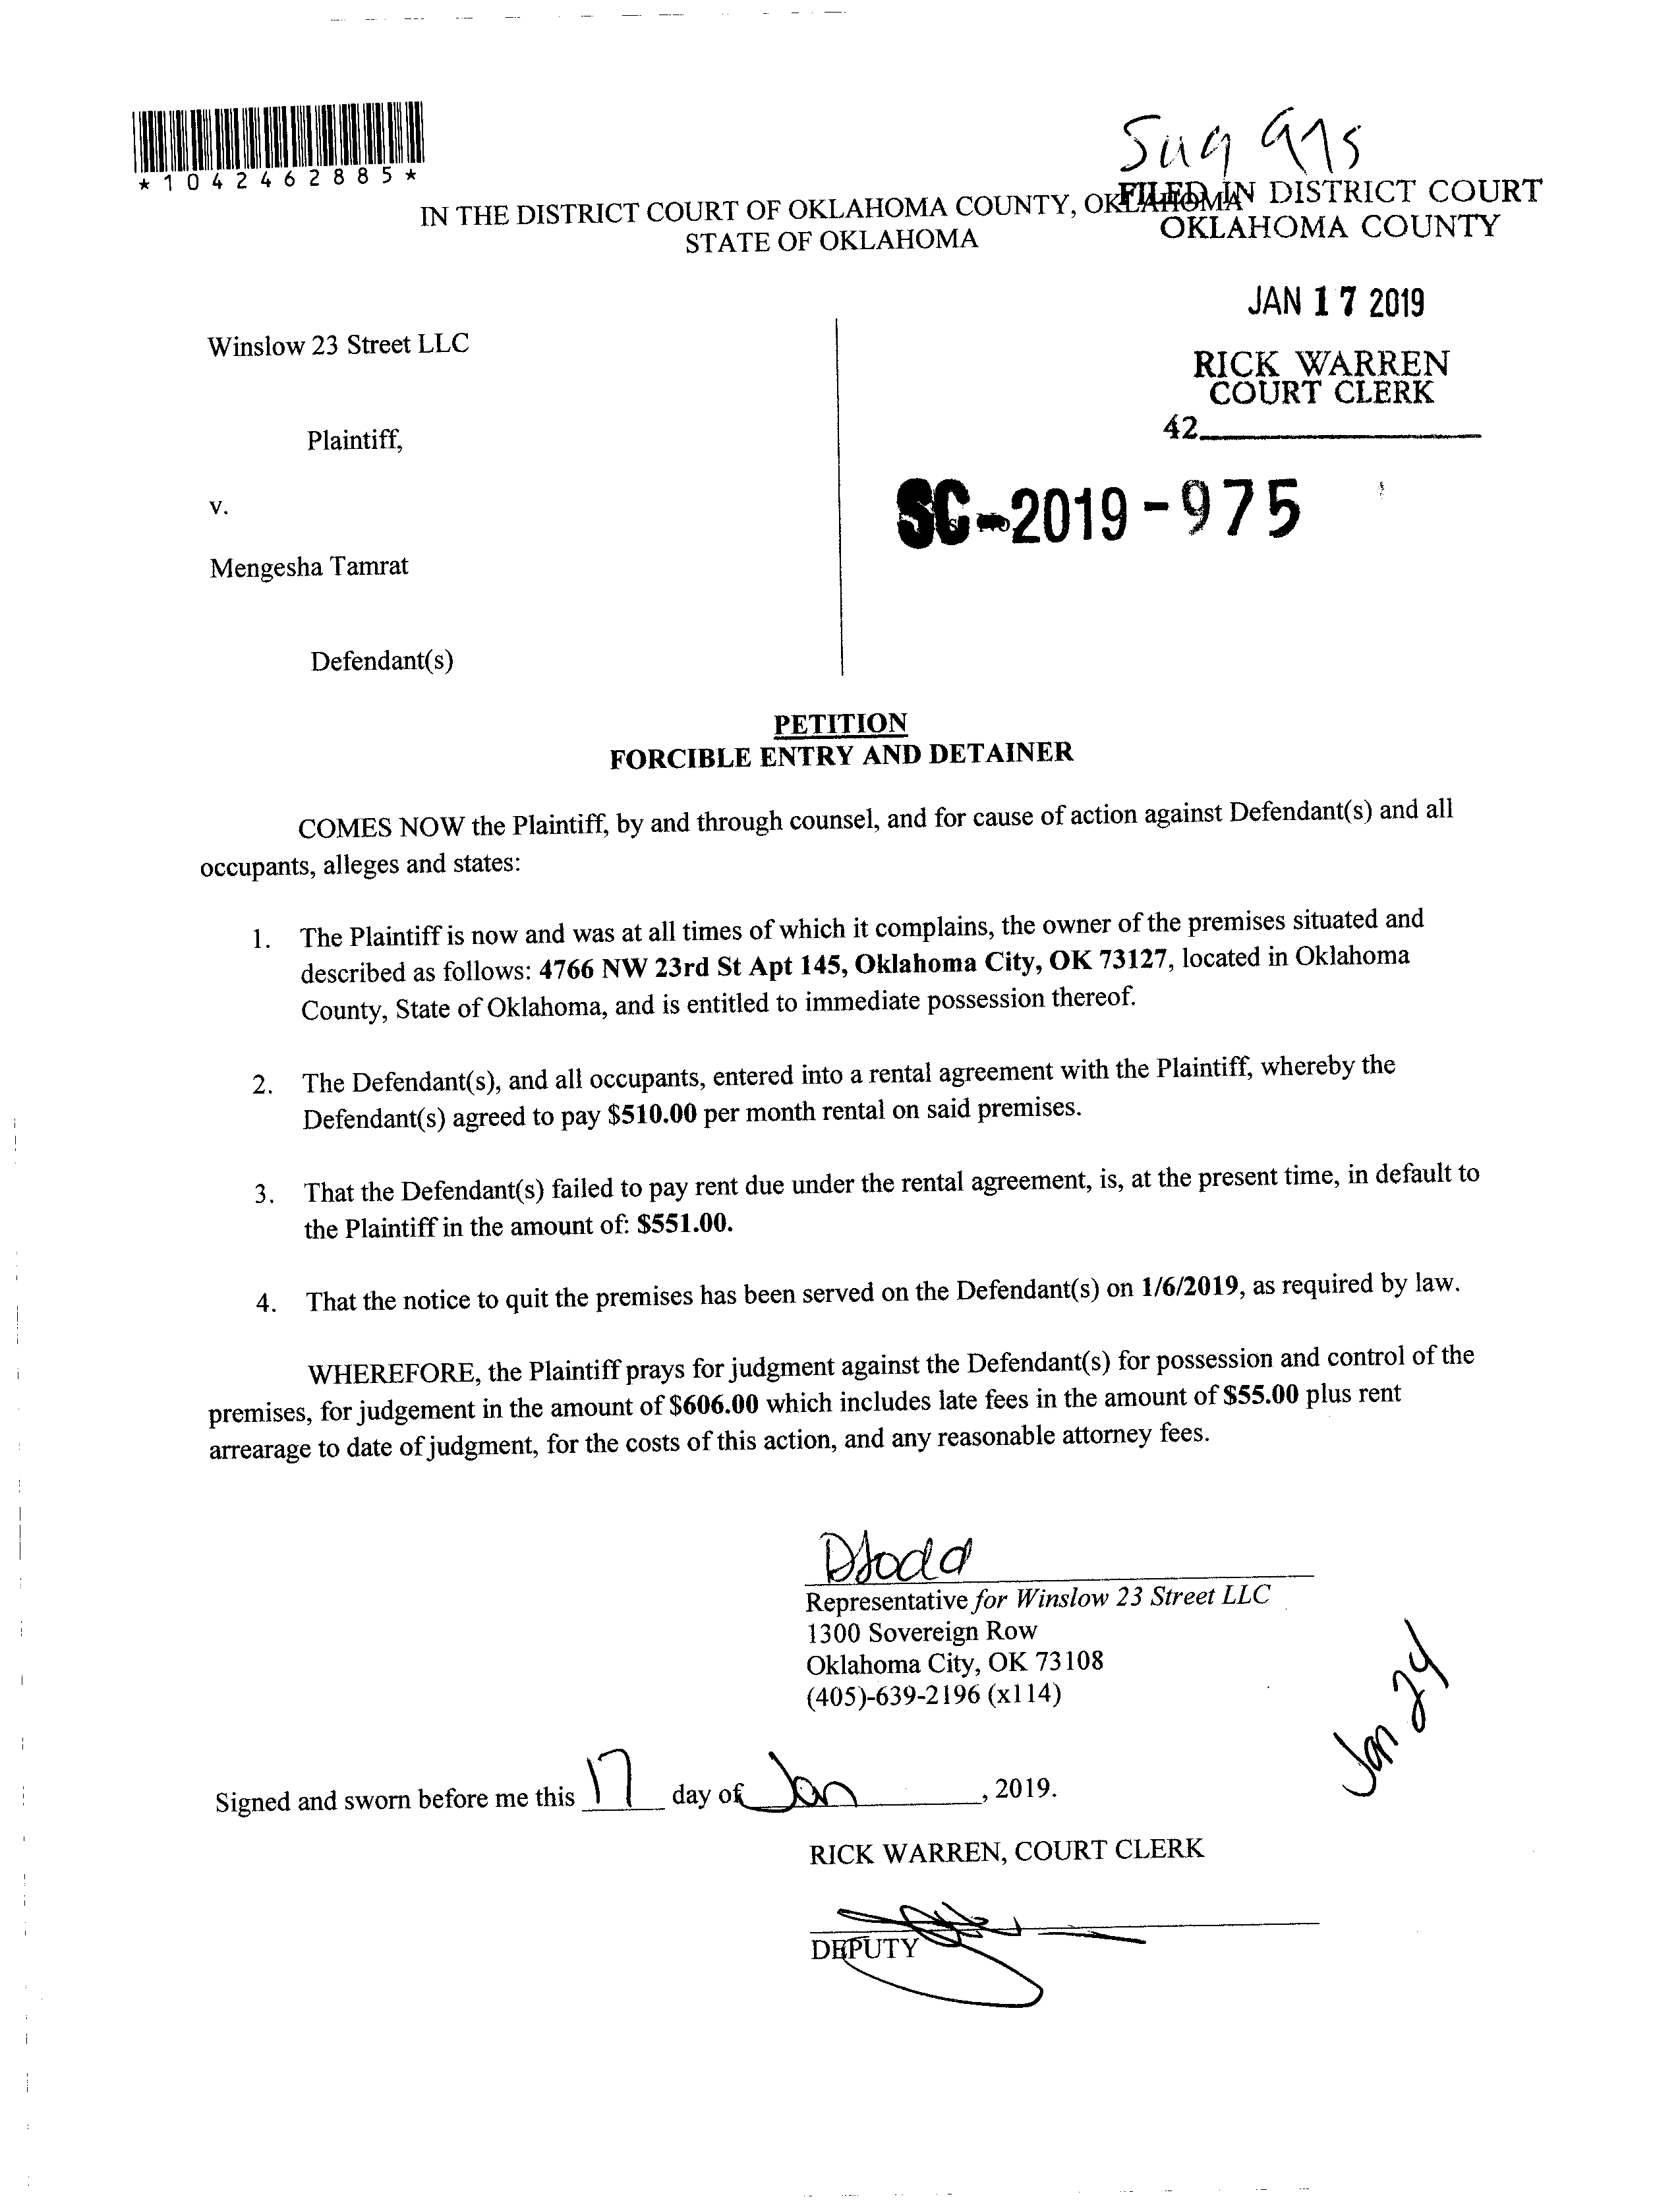 *1042462885*
IN THE DISTRICT COURT OF OKLAHOMA COUNTY, OKLAHOMA
STATE OF OKLAHOMA
FILED IN DISTRICT COURT
OKLAHOMA COUNTY
JAN 17 2019
RICK WARREN
COURT CLERK
42
Winslow 23 Street LLC
Plaintiff,
v.
SC-2019-975
Mengesha Tamrat
Defendant(s)
PETITION
FORCIBLE ENTRY AND DETAINER
COMES NOW the Plaintiff, by and through counsel, and for cause of action against Defendant(s) and all
occupants, alleges and states:
1. The Plaintiff is now and was at all times of which it complains, the owner of the premises situated and
described as follows: 4766 NW 23rd St Apt 145, Oklahoma City, OK 73127, located in Oklahoma
County, State of Oklahoma, and is entitled to immediate possession thereof.
2. The Defendant(s), and all occupants, entered into a rental agreement with the Plaintiff, whereby the
Defendant(s) agreed to pay $510.00 per month rental on said premises.
3. That the Defendant(s) failed to pay rent due under the rental agreement, is, at the present time, in default to
the Plaintiff in the amount of: $551.00.
4. That the notice to quit the premises has been served on the Defendant(s) on 1/6/2019, as required by law.
WHEREFORE, the Plaintiff prays for judgment against the Defendant(s) for possession and control of the
premises, for judgement in the amount of $606.00 which includes late fees in the amount of $55.00 plus rent
arrearage to date of judgment, for the costs of this action, and any reasonable attorney fees.
Representative for Winslow 23 Street LLC
1300 Sovereign Row
Oklahoma City, OK 73108
(405)-639-2196 (x114)
Jan 24
Signed and sworn before me this 17 day of Jan, 2019.
RICK WARREN, COURT CLERK
DEPUTY